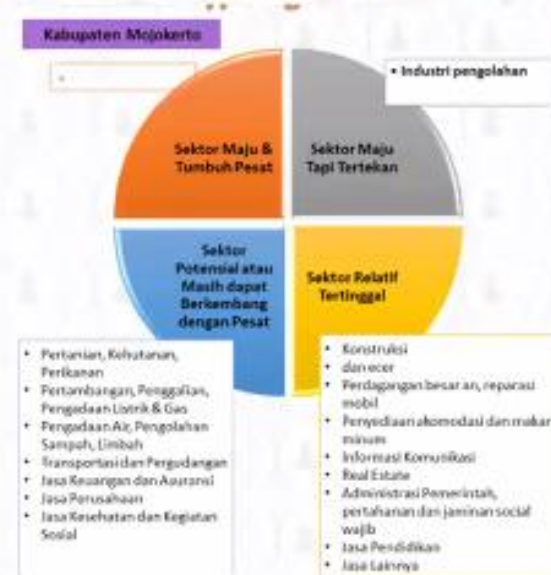 Kabupaten Mojokerto
• Industri pengolahan
Sektor Maju &
Tumbuh Pesat
Sektor Maju
Tapi Tertekan
Sektor
Potensial atau
Masih dapat
Berkembang
dengan Pesat
Sektor Relatif
Tertinggal
• Pertanian, Kehutanan,
Perikanan
• Pertambangan, Penggalian,
Pengadaan Listrik & Gas
• Pengadaan Air, Pengolahan
Sampah, Limbah
• Transportasi dan Pergudangan
• Jasa Keuangan dan Asuransi
• Jasa Perusahaan
• Jasa Kesehatan dan Kegiatan
Sosial
• Konstruksi
• dan ecer
• Perdagangan besar an, reparasi
mobil
• Penyediaan akomodasi dan makan
minum
• Informasi Komunikasi
• Real Estate
• Administrasi Pemerintah,
pertahanan dan jaminan social
wajib
• Jasa Pendidikan
• Jasa Lainnya